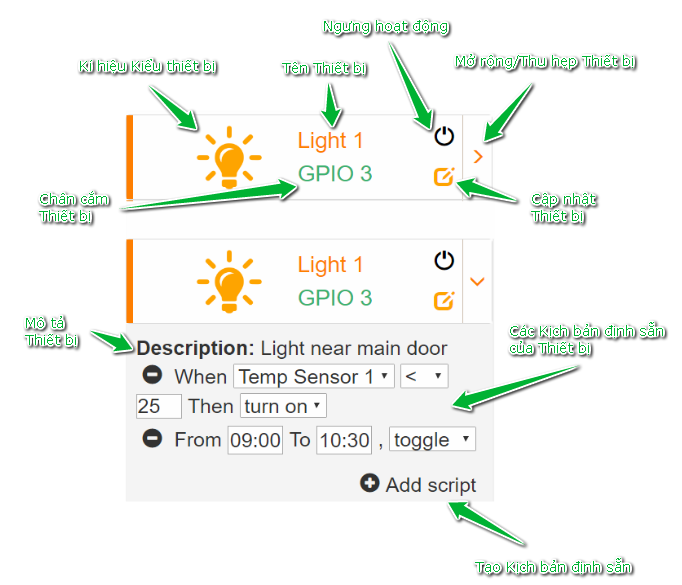 Ngưng hoạt động
Kí hiệu Kiểu thiết bị
Tên Thiết bị
Mở rộng/Thu hẹp Thiết bị
Light 1
GPIO 3
Chân cắm
Thiết bị
Cập nhật
Thiết bị
Light 1
GPIO 3
Mô tả
Thiết bị
Các Kịch bản định sẵn
của Thiết bị
Description: Light near main door
When Temp Sensor 1 <
25 Then turn on
From 09:00 To 10:30 , toggle
Add script
Tạo Kịch bản định sẵn